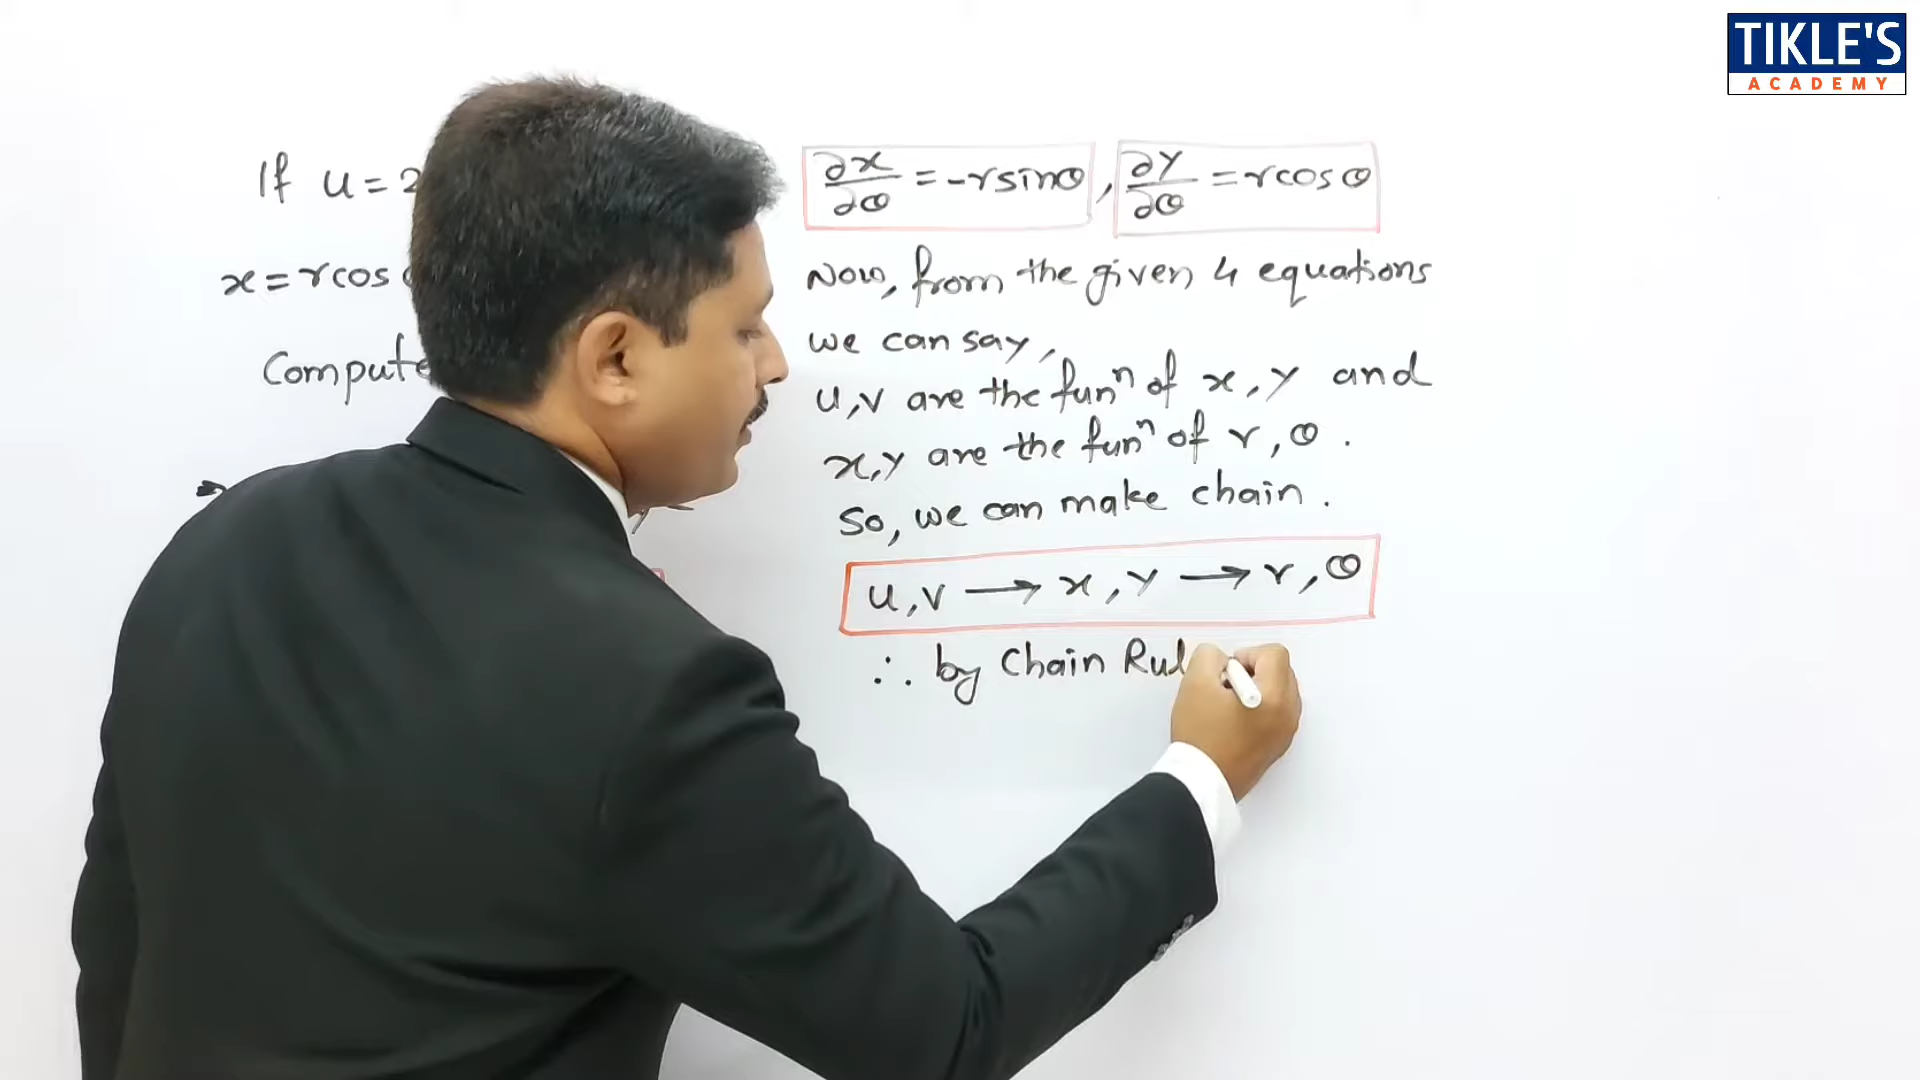 TIKLE'S
ACADEMY
If u = 2
x = r cos
Compute
∂x/∂θ = -r sinθ , ∂y/∂θ = r cos θ
Now, from the given 4 equations
we can say,
u,v are the funⁿ of x, y and
x,y are the funⁿ of r, θ .
So, we can make chain .
u,v → x, y → r, θ
∴ by Chain Rul